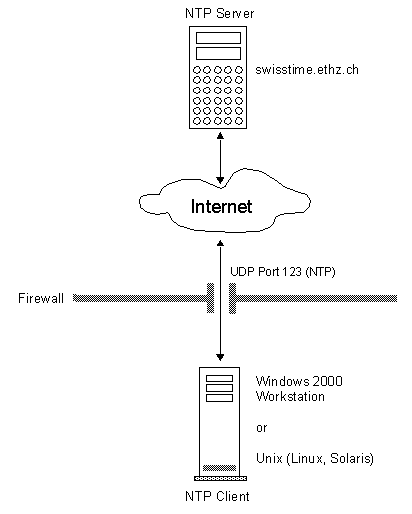 NTP Server
swisstime.ethz.ch
Internet
UDP Port 123 (NTP)
Firewall
Windows 2000
Workstation
or
Unix (Linux, Solaris)
NTP Client